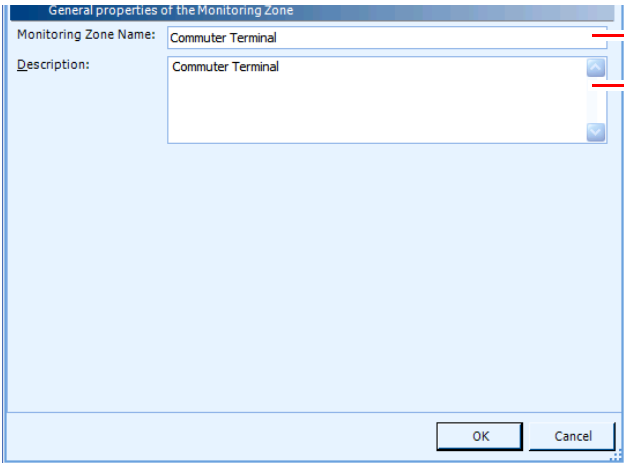 General properties of the Monitoring Zone
Monitoring Zone Name: Commuter Terminal
Description: Commuter Terminal
OK Cancel